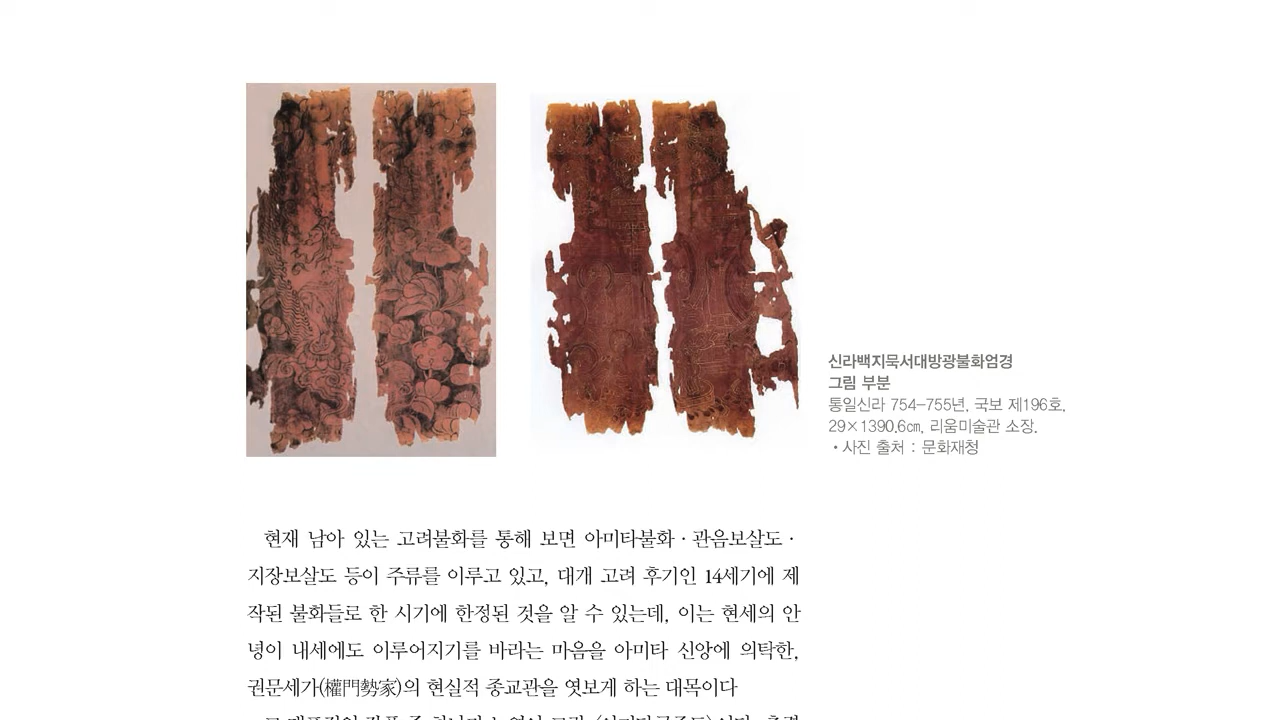 신라백지묵서대방광불화엄경
그림 부분
통일신라 754-755년, 국보 제196호,
29×1390.6㎝, 리움미술관 소장.
• 사진 출처 : 문화재청
현재 남아 있는 고려불화를 통해 보면 아미타불화·관음보살도·
지장보살도 등이 주류를 이루고 있고, 대개 고려 후기인 14세기에 제
작된 불화들로 한 시기에 한정된 것을 알 수 있는데, 이는 현세의 안
녕이 내세에도 이루어지기를 바라는 마음을 아미타 신앙에 의탁한,
권문세가(權門勢家)의 현실적 종교관을 엿보게 하는 대목이다